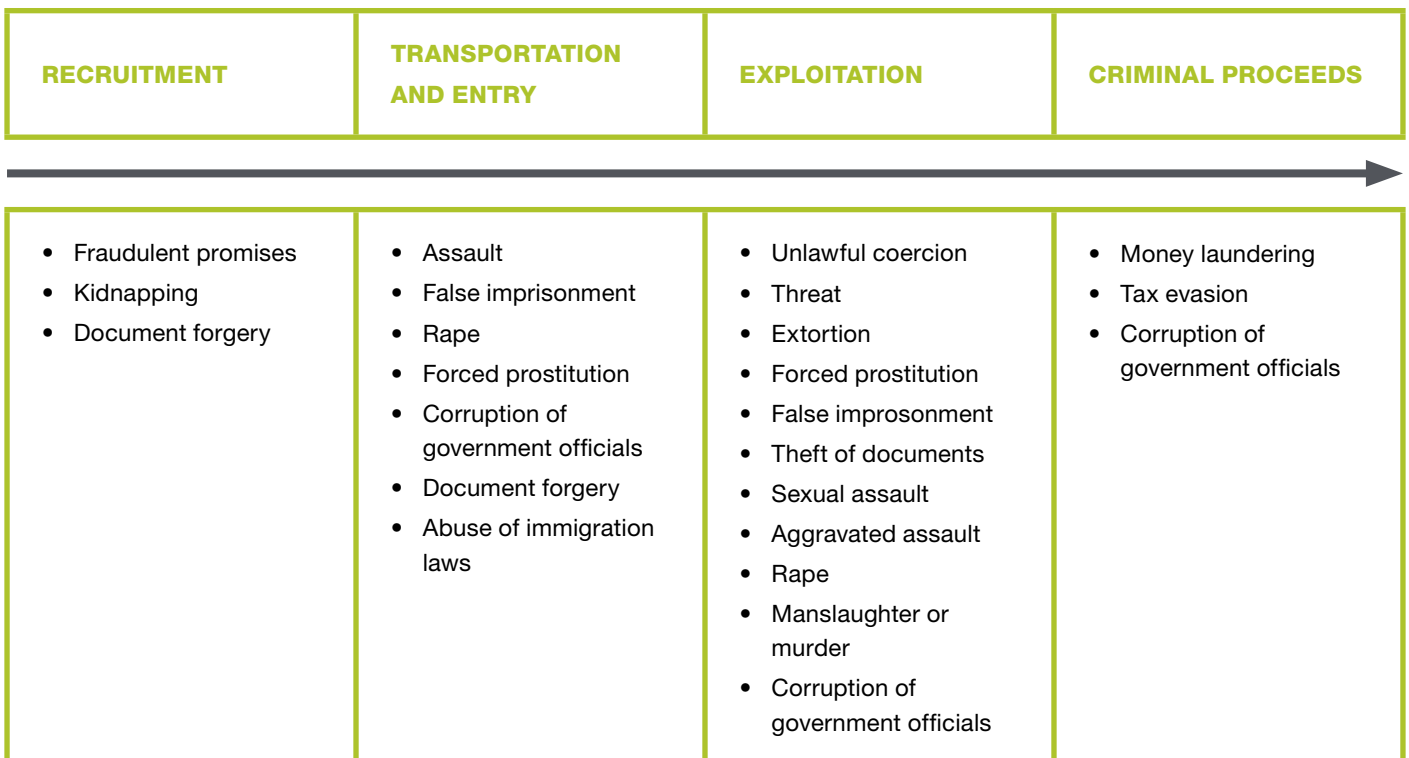 RECRUITMENT
TRANSPORTATION
AND ENTRY
EXPLOITATION
CRIMINAL PROCEEDS
• Fraudulent promises
• Kidnapping
• Document forgery
• Assault
• False imprisonment
• Rape
• Forced prostitution
• Corruption of
government officials
• Document forgery
• Abuse of immigration
laws
• Unlawful coercion
• Threat
• Extortion
• Forced prostitution
• False improsonment
• Theft of documents
• Sexual assault
• Aggravated assault
• Rape
• Manslaughter or
murder
• Corruption of
government officials
• Money laundering
• Tax evasion
• Corruption of
government officials